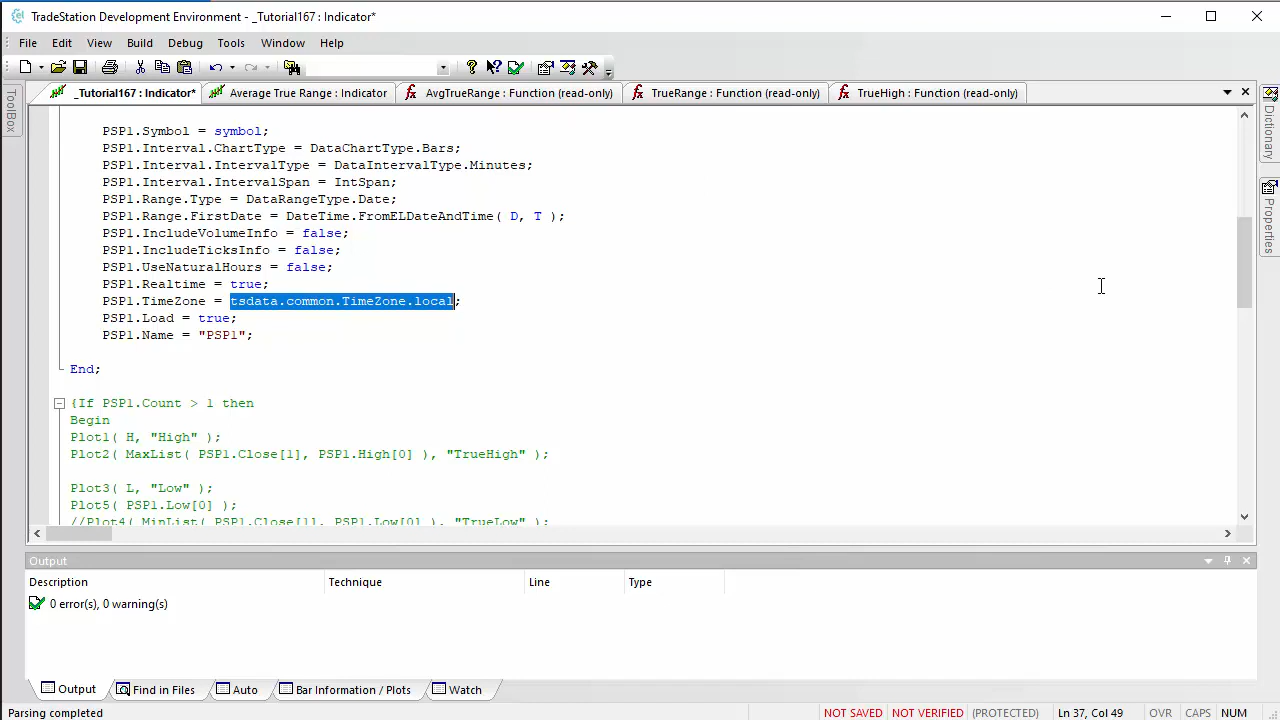 TradeStation Development Environment - _Tutorial167 : Indicator*
File Edit View Build Debug Tools Window Help
_Tutorial167 : Indicator* Average True Range : Indicator AvgTrueRange : Function (read-only) TrueRange : Function (read-only) TrueHigh : Function (read-only)
ToolBox
Dictionary
Properties
PSP1.Symbol = symbol;
PSP1.Interval.ChartType = DataChartType.Bars;
PSP1.Interval.IntervalType = DataIntervalType.Minutes;
PSP1.Interval.IntervalSpan = IntSpan;
PSP1.Range.Type = DataRangeType.Date;
PSP1.Range.FirstDate = DateTime.FromELDateAndTime( D, T );
PSP1.IncludeVolumeInfo = false;
PSP1.IncludeTicksInfo = false;
PSP1.UseNaturalHours = false;
PSP1.Realtime = true;
PSP1.TimeZone = tsdata.common.TimeZone.local;
PSP1.Load = true;
PSP1.Name = "PSP1";
End;
{If PSP1.Count > 1 then
Begin
Plot1( H, "High" );
Plot2( MaxList( PSP1.Close[1], PSP1.High[0] ), "TrueHigh" );
Plot3( L, "Low" );
Plot5( PSP1.Low[0] );
//Plot4( MinList( PSP1.Close[1], PSP1.Low[0] ), "TrueLow" );
Output
Description Technique Line Type
0 error(s), 0 warning(s)
Output Find in Files Auto Bar Information / Plots Watch
Parsing completed NOT SAVED NOT VERIFIED (PROTECTED) Ln 37, Col 49 OVR CAPS NUM